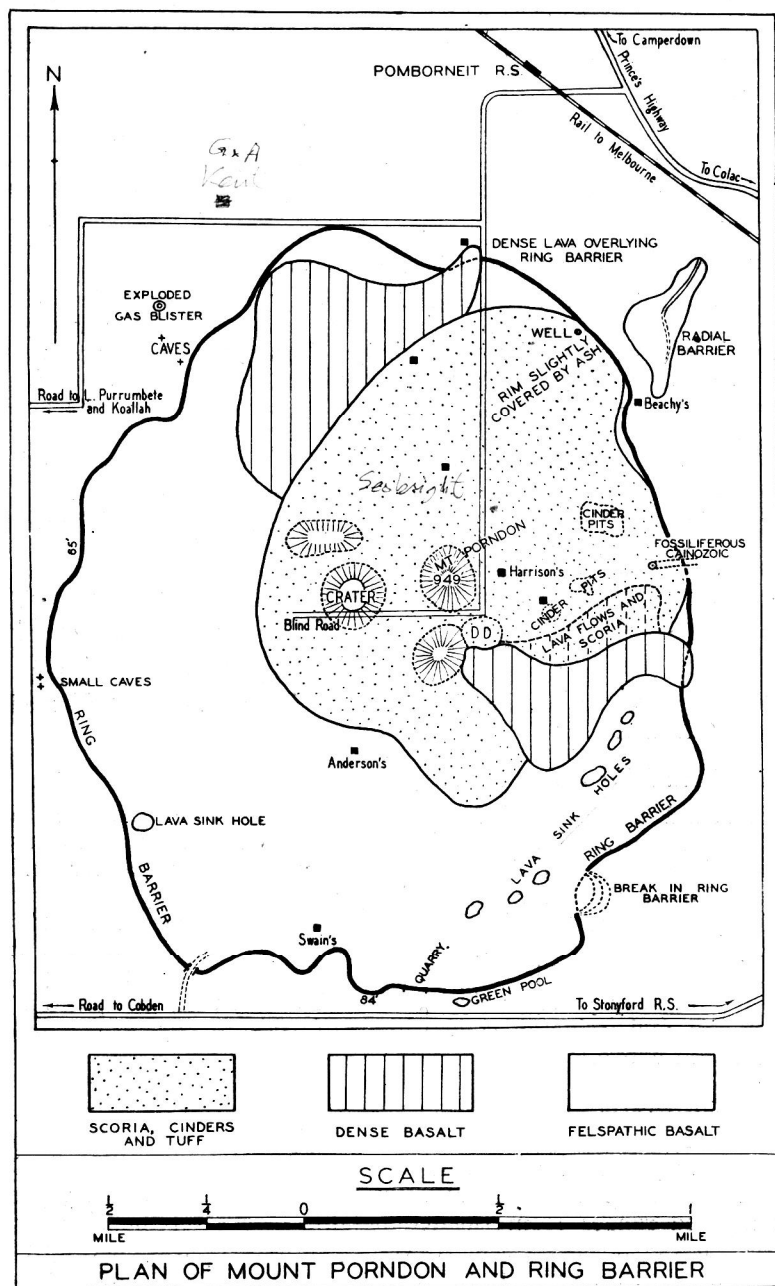 To Camperdown
Prince's Highway
POMBORNEIT R.S.
Rail to Melbourne
To Colac
N
G & A
DENSE LAVA OVERLYING
RING BARRIER
EXPLODED
GAS BLISTER
CAVES
WELL
RIM SLIGHTLY
COVERED BY ASH
RADIAL
BARRIER
Road to L. Purrumbete
and Koallah
Beachy's
65'
CINDER
PITS
FOSSILIFEROUS
CAINOZOIC
MT PORNDON
949
Harrison's
CRATER
PITS
CINDER
Blind Road
D D
LAVA FLOWS AND
SCORIA
SMALL CAVES
RING
BARRIER
Anderson's
LAVA SINK HOLES
LAVA SINK HOLE
RING BARRIER
BREAK IN RING
BARRIER
Swain's
QUARRY
84'
GREEN POOL
Road to Cobden
To Stonyford R.S.
SCORIA, CINDERS
AND TUFF
DENSE BASALT
FELSPATHIC BASALT
SCALE
½ ¼ 0 ½ 1
MILE MILE
PLAN OF MOUNT PORNDON AND RING BARRIER